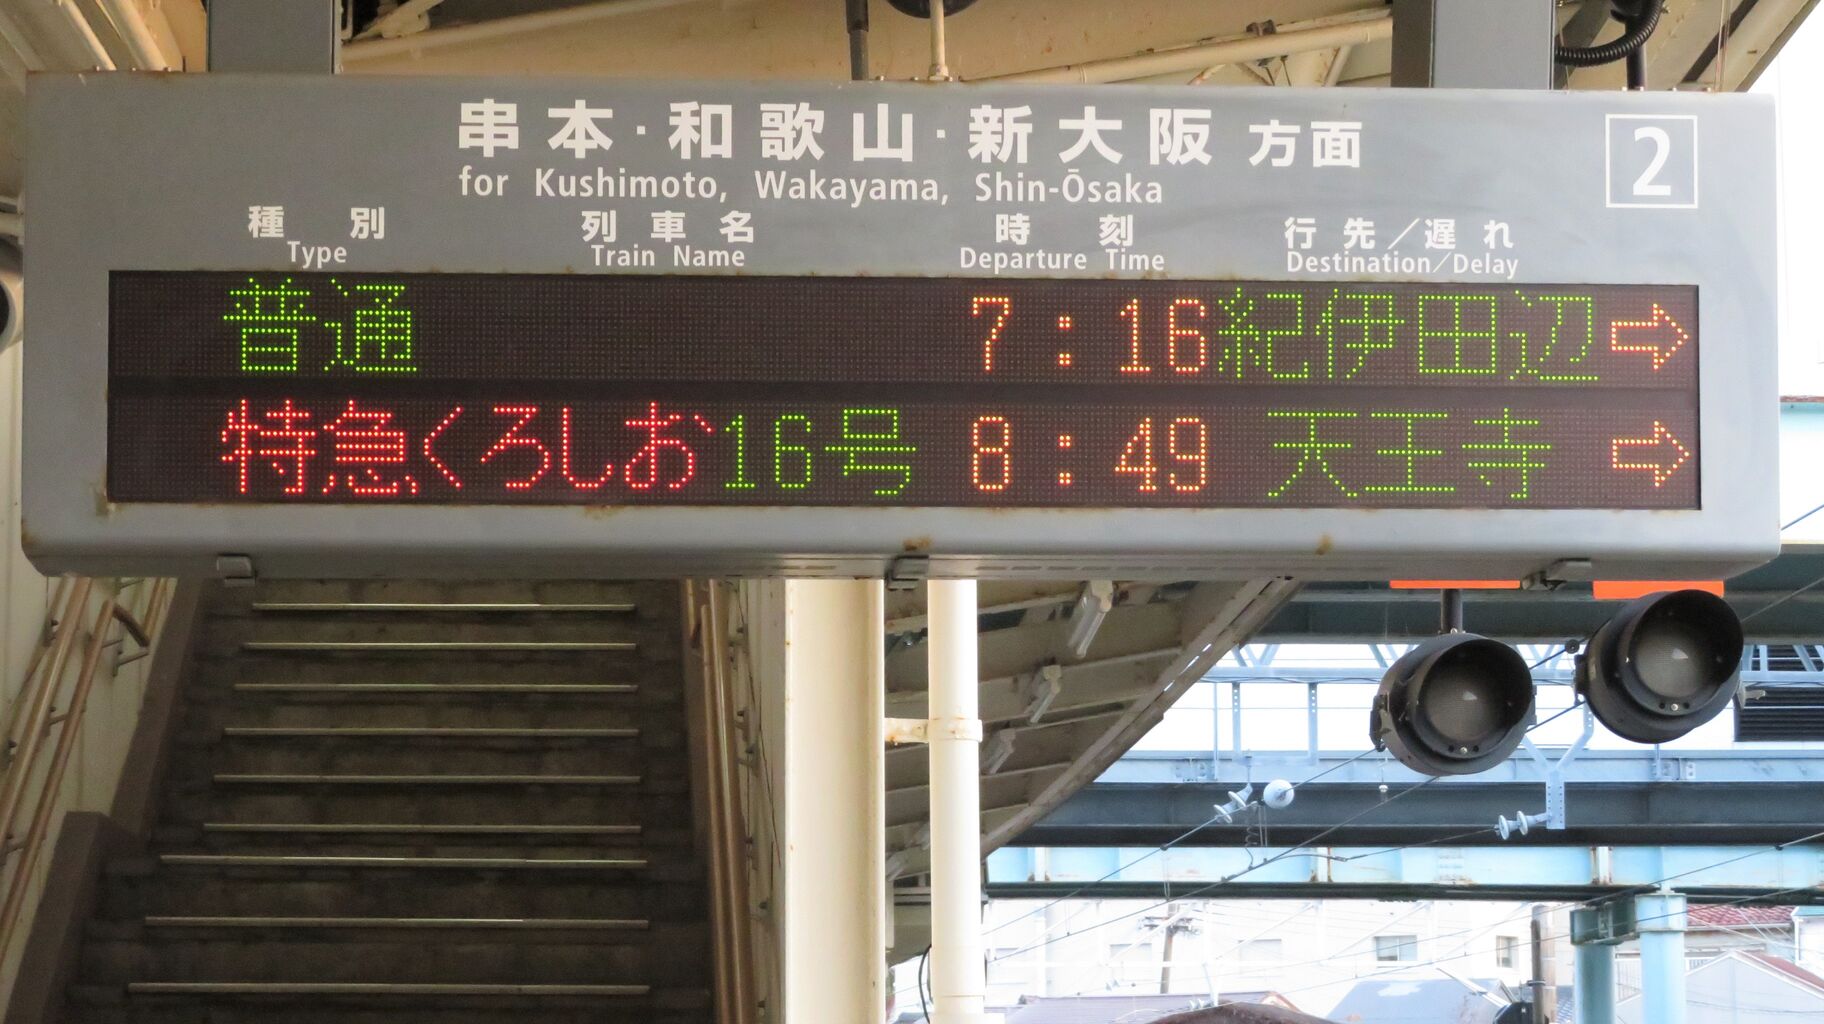 串本・和歌山・新大阪 方面
for Kushimoto, Wakayama, Shin-Ōsaka
2
種別 列車名 時刻 行先／遅れ
Type Train Name Departure Time Destination/Delay
普通 7:16 紀伊田辺 ⇨
特急くろしお16号 8:49 天王寺 ⇨